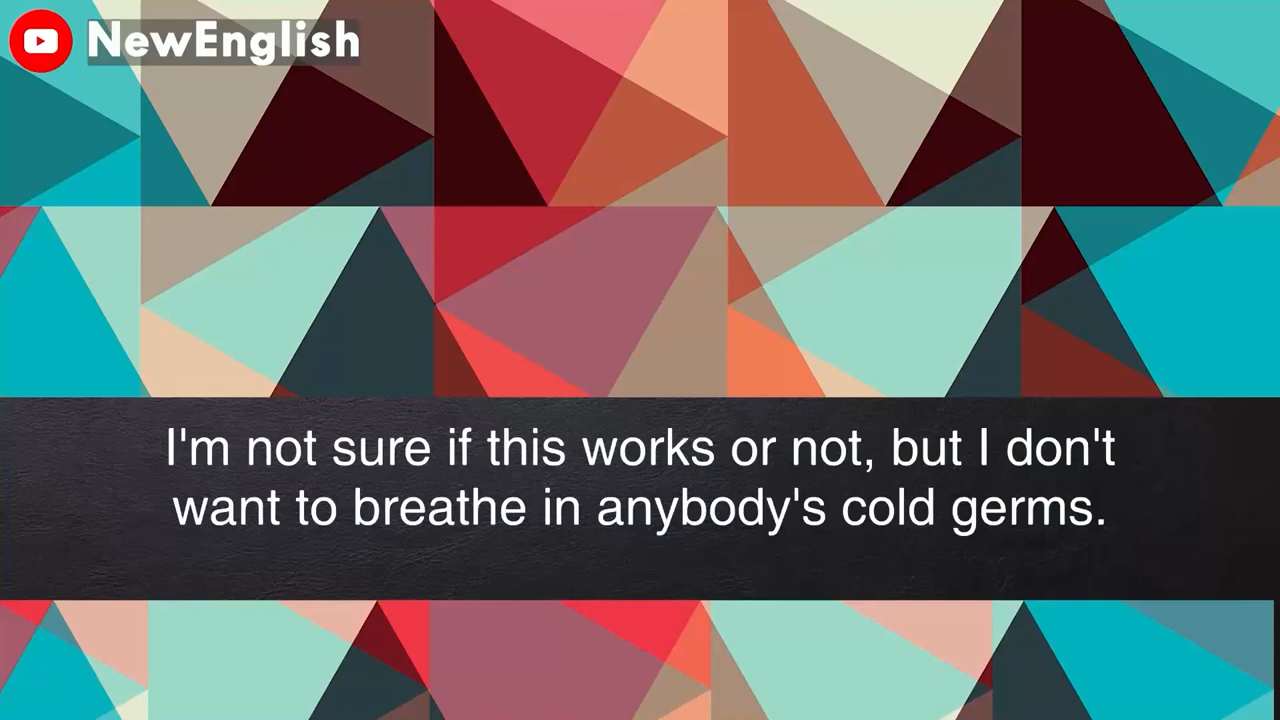 NewEnglish
I'm not sure if this works or not, but I don't
want to breathe in anybody's cold germs.